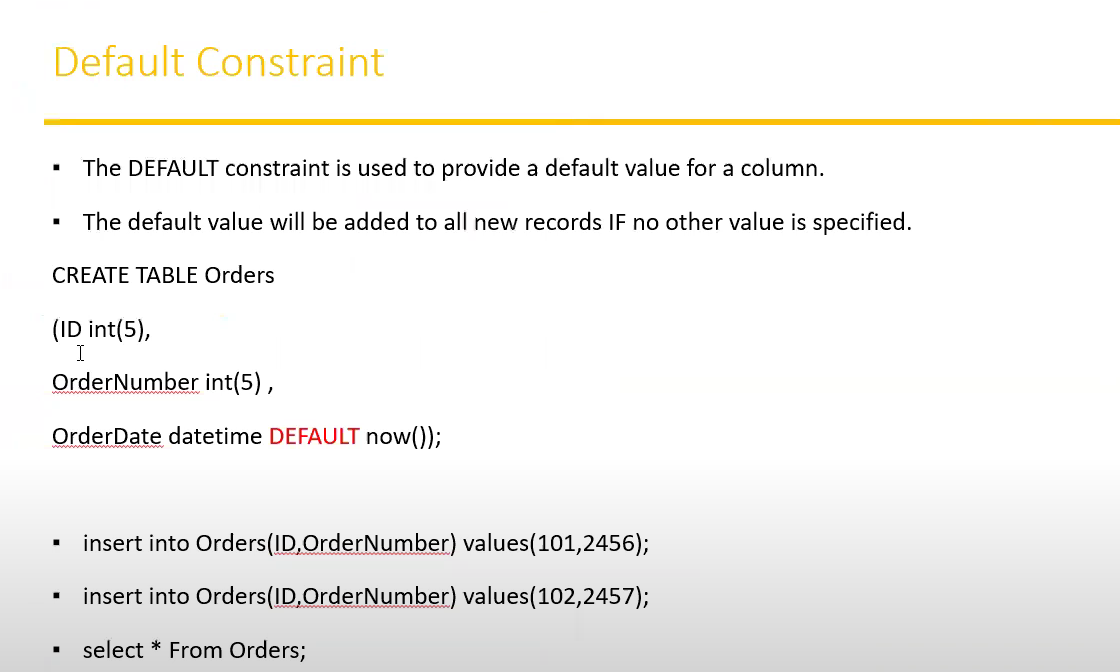 Default Constraint
▪ The DEFAULT constraint is used to provide a default value for a column.
▪ The default value will be added to all new records IF no other value is specified.
CREATE TABLE Orders
(ID int(5),
OrderNumber int(5) ,
OrderDate datetime DEFAULT now());
▪ insert into Orders(ID,OrderNumber) values(101,2456);
▪ insert into Orders(ID,OrderNumber) values(102,2457);
▪ select * From Orders;